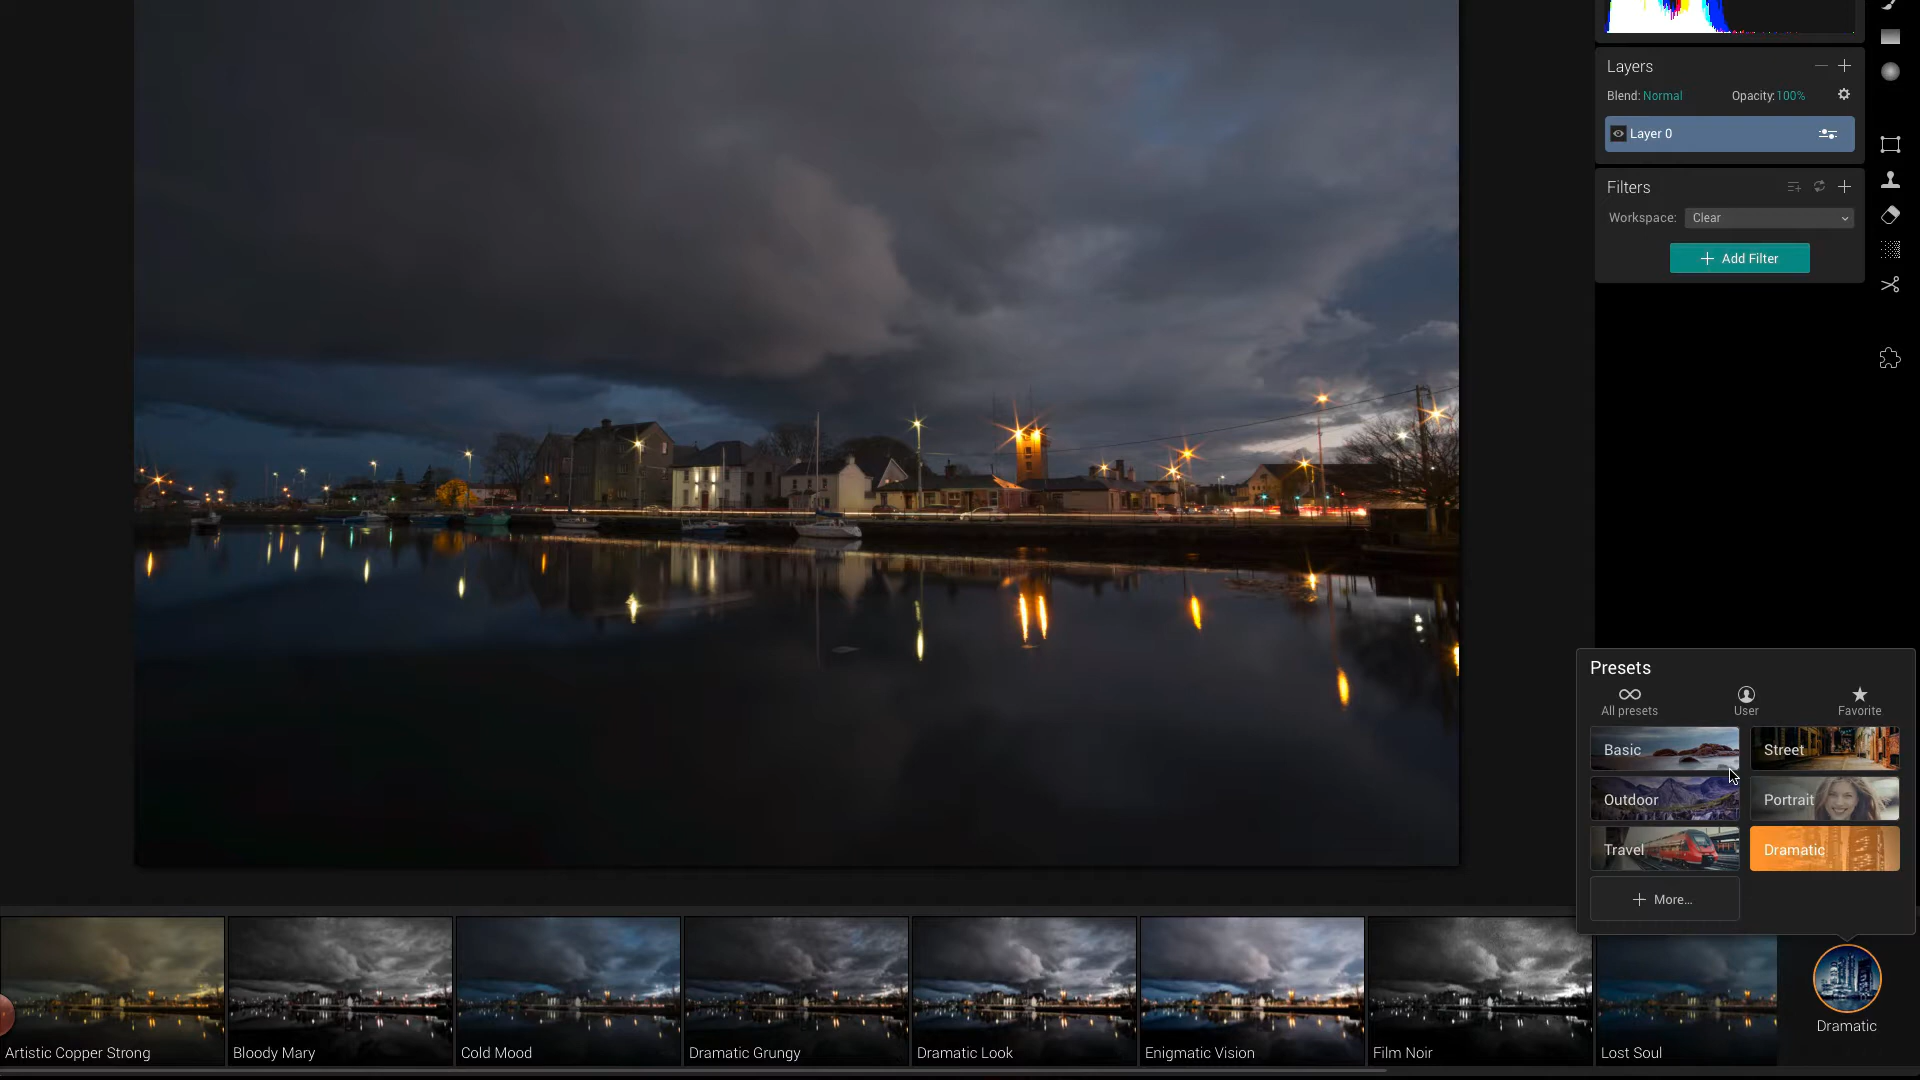 Layers
Blend: Normal Opacity: 100%
Layer 0
Filters
Workspace: Clear
Add Filter
Presets
All presets User Favorite
Basic Street
Outdoor Portrait
Travel Dramatic
More...
Dramatic
Artistic Copper Strong Bloody Mary Cold Mood Dramatic Grungy Dramatic Look Enigmatic Vision Film Noir Lost Soul